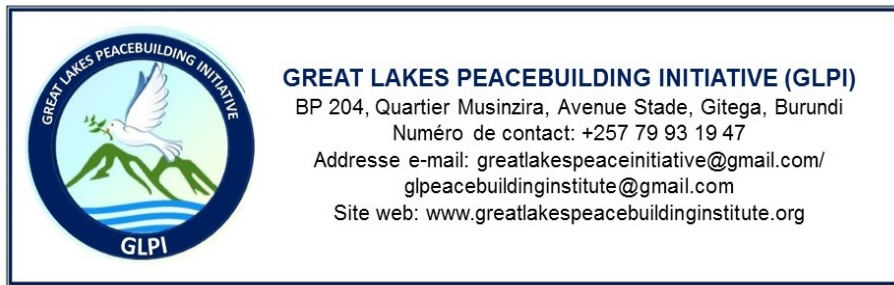 GREAT LAKES PEACEBUILDING INITIATIVE
GLPI
GREAT LAKES PEACEBUILDING INITIATIVE (GLPI)
BP 204, Quartier Musinzira, Avenue Stade, Gitega, Burundi
Numéro de contact: +257 79 93 19 47
Addresse e-mail: greatlakespeaceinitiative@gmail.com/
glpeacebuildinginstitute@gmail.com
Site web: www.greatlakespeacebuildinginstitute.org